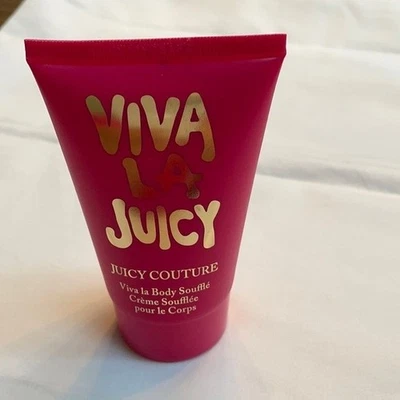 VIVA
LA
JUICY
JUICY COUTURE
Viva la Body Soufflé
Crème Soufflée
pour le Corps